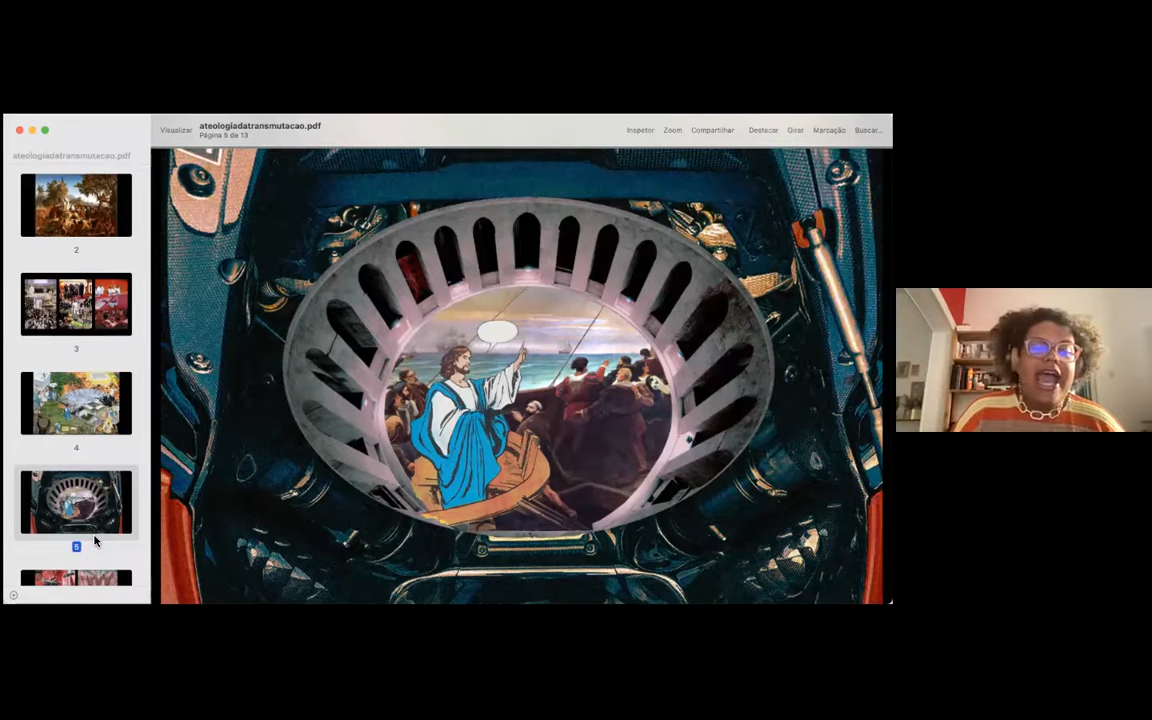 ateologiadatransmutacao.pdf
Página 5 de 13
Visualizar
Inspetor
Zoom
Compartilhar
Destacar
Girar
Marcação
Buscar...
ateologiadatransmutacao.pdf
2
3
4
5